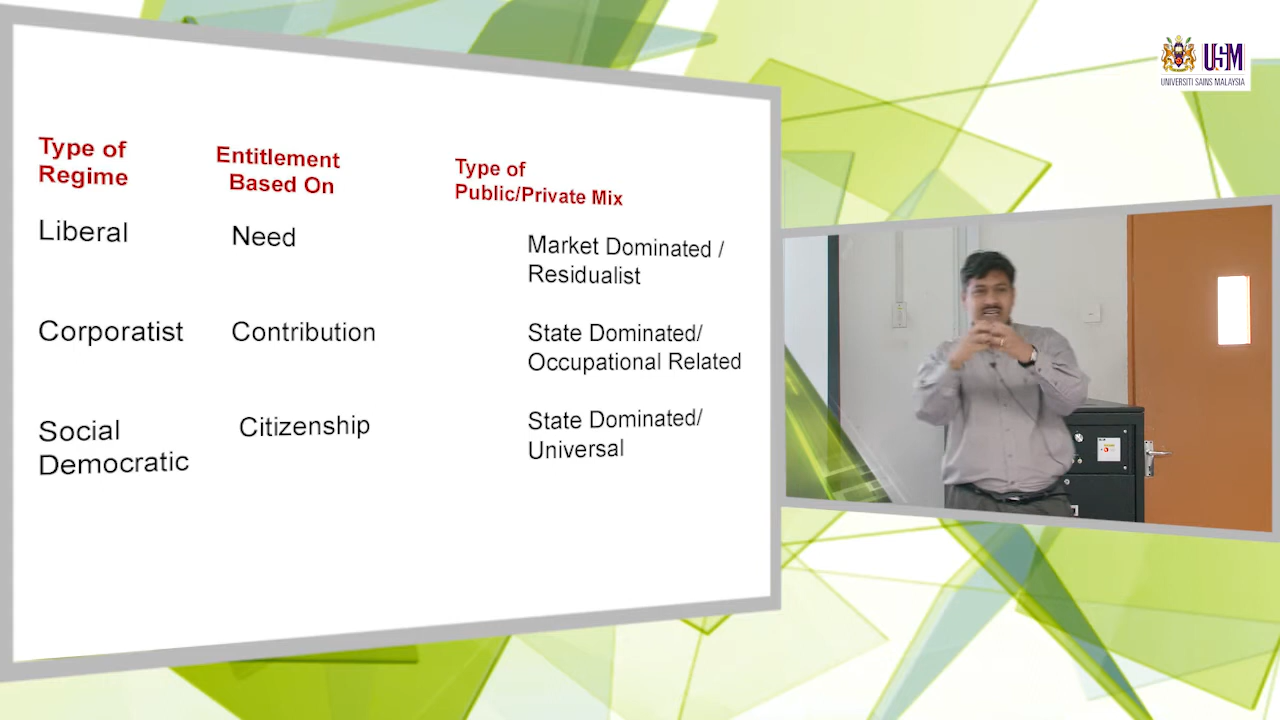 USM
UNIVERSITI SAINS MALAYSIA
Type of
Regime
Entitlement
Based On
Type of
Public/Private Mix
Liberal
Need
Market Dominated /
Residualist
Corporatist
Contribution
State Dominated/
Occupational Related
Social
Democratic
Citizenship
State Dominated/
Universal